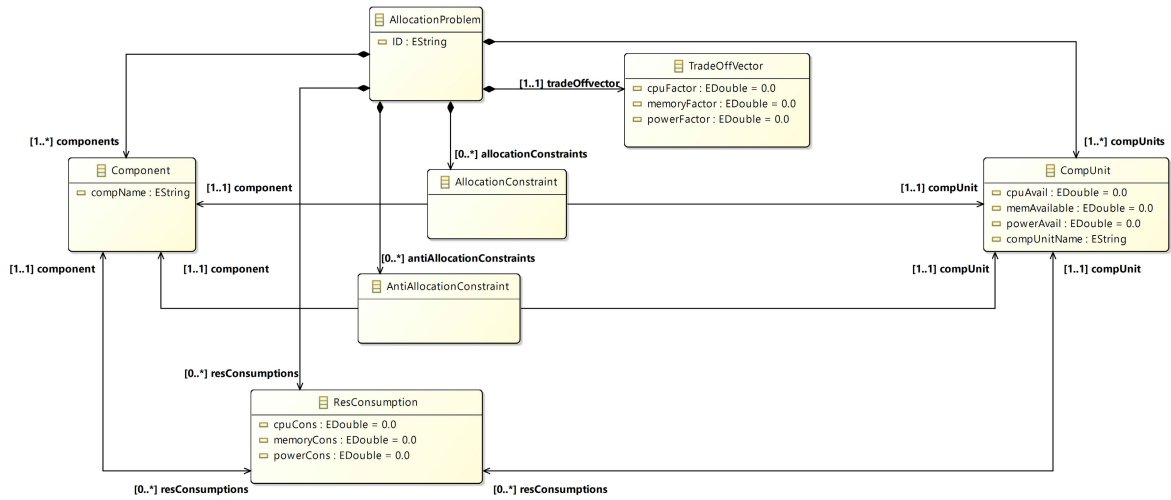 AllocationProblem
ID : EString
TradeOffVector
cpuFactor : EDouble = 0.0
memoryFactor : EDouble = 0.0
powerFactor : EDouble = 0.0
[1..1] tradeOffvector
[1..*] components
[0..*] allocationConstraints
[1..*] compUnits
Component
compName : EString
[1..1] component
AllocationConstraint
[1..1] compUnit
CompUnit
cpuAvail : EDouble = 0.0
memAvailable : EDouble = 0.0
powerAvail : EDouble = 0.0
compUnitName : EString
[0..*] antiAllocationConstraints
[1..1] component
[1..1] component
AntiAllocationConstraint
[1..1] compUnit
[1..1] compUnit
[0..*] resConsumptions
ResConsumption
cpuCons : EDouble = 0.0
memoryCons : EDouble = 0.0
powerCons : EDouble = 0.0
[0..*] resConsumptions
[0..*] resConsumptions